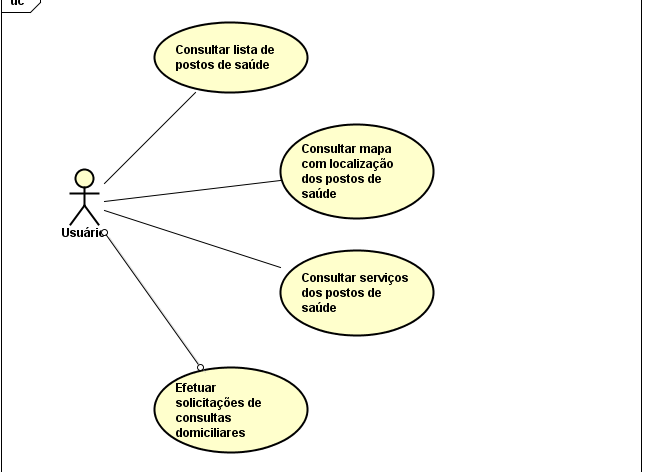 uc
Consultar lista de
postos de saúde
Consultar mapa
com localização
dos postos de
saúde
Usuário
Consultar serviços
dos postos de
saúde
Efetuar
solicitações de
consultas
domiciliares